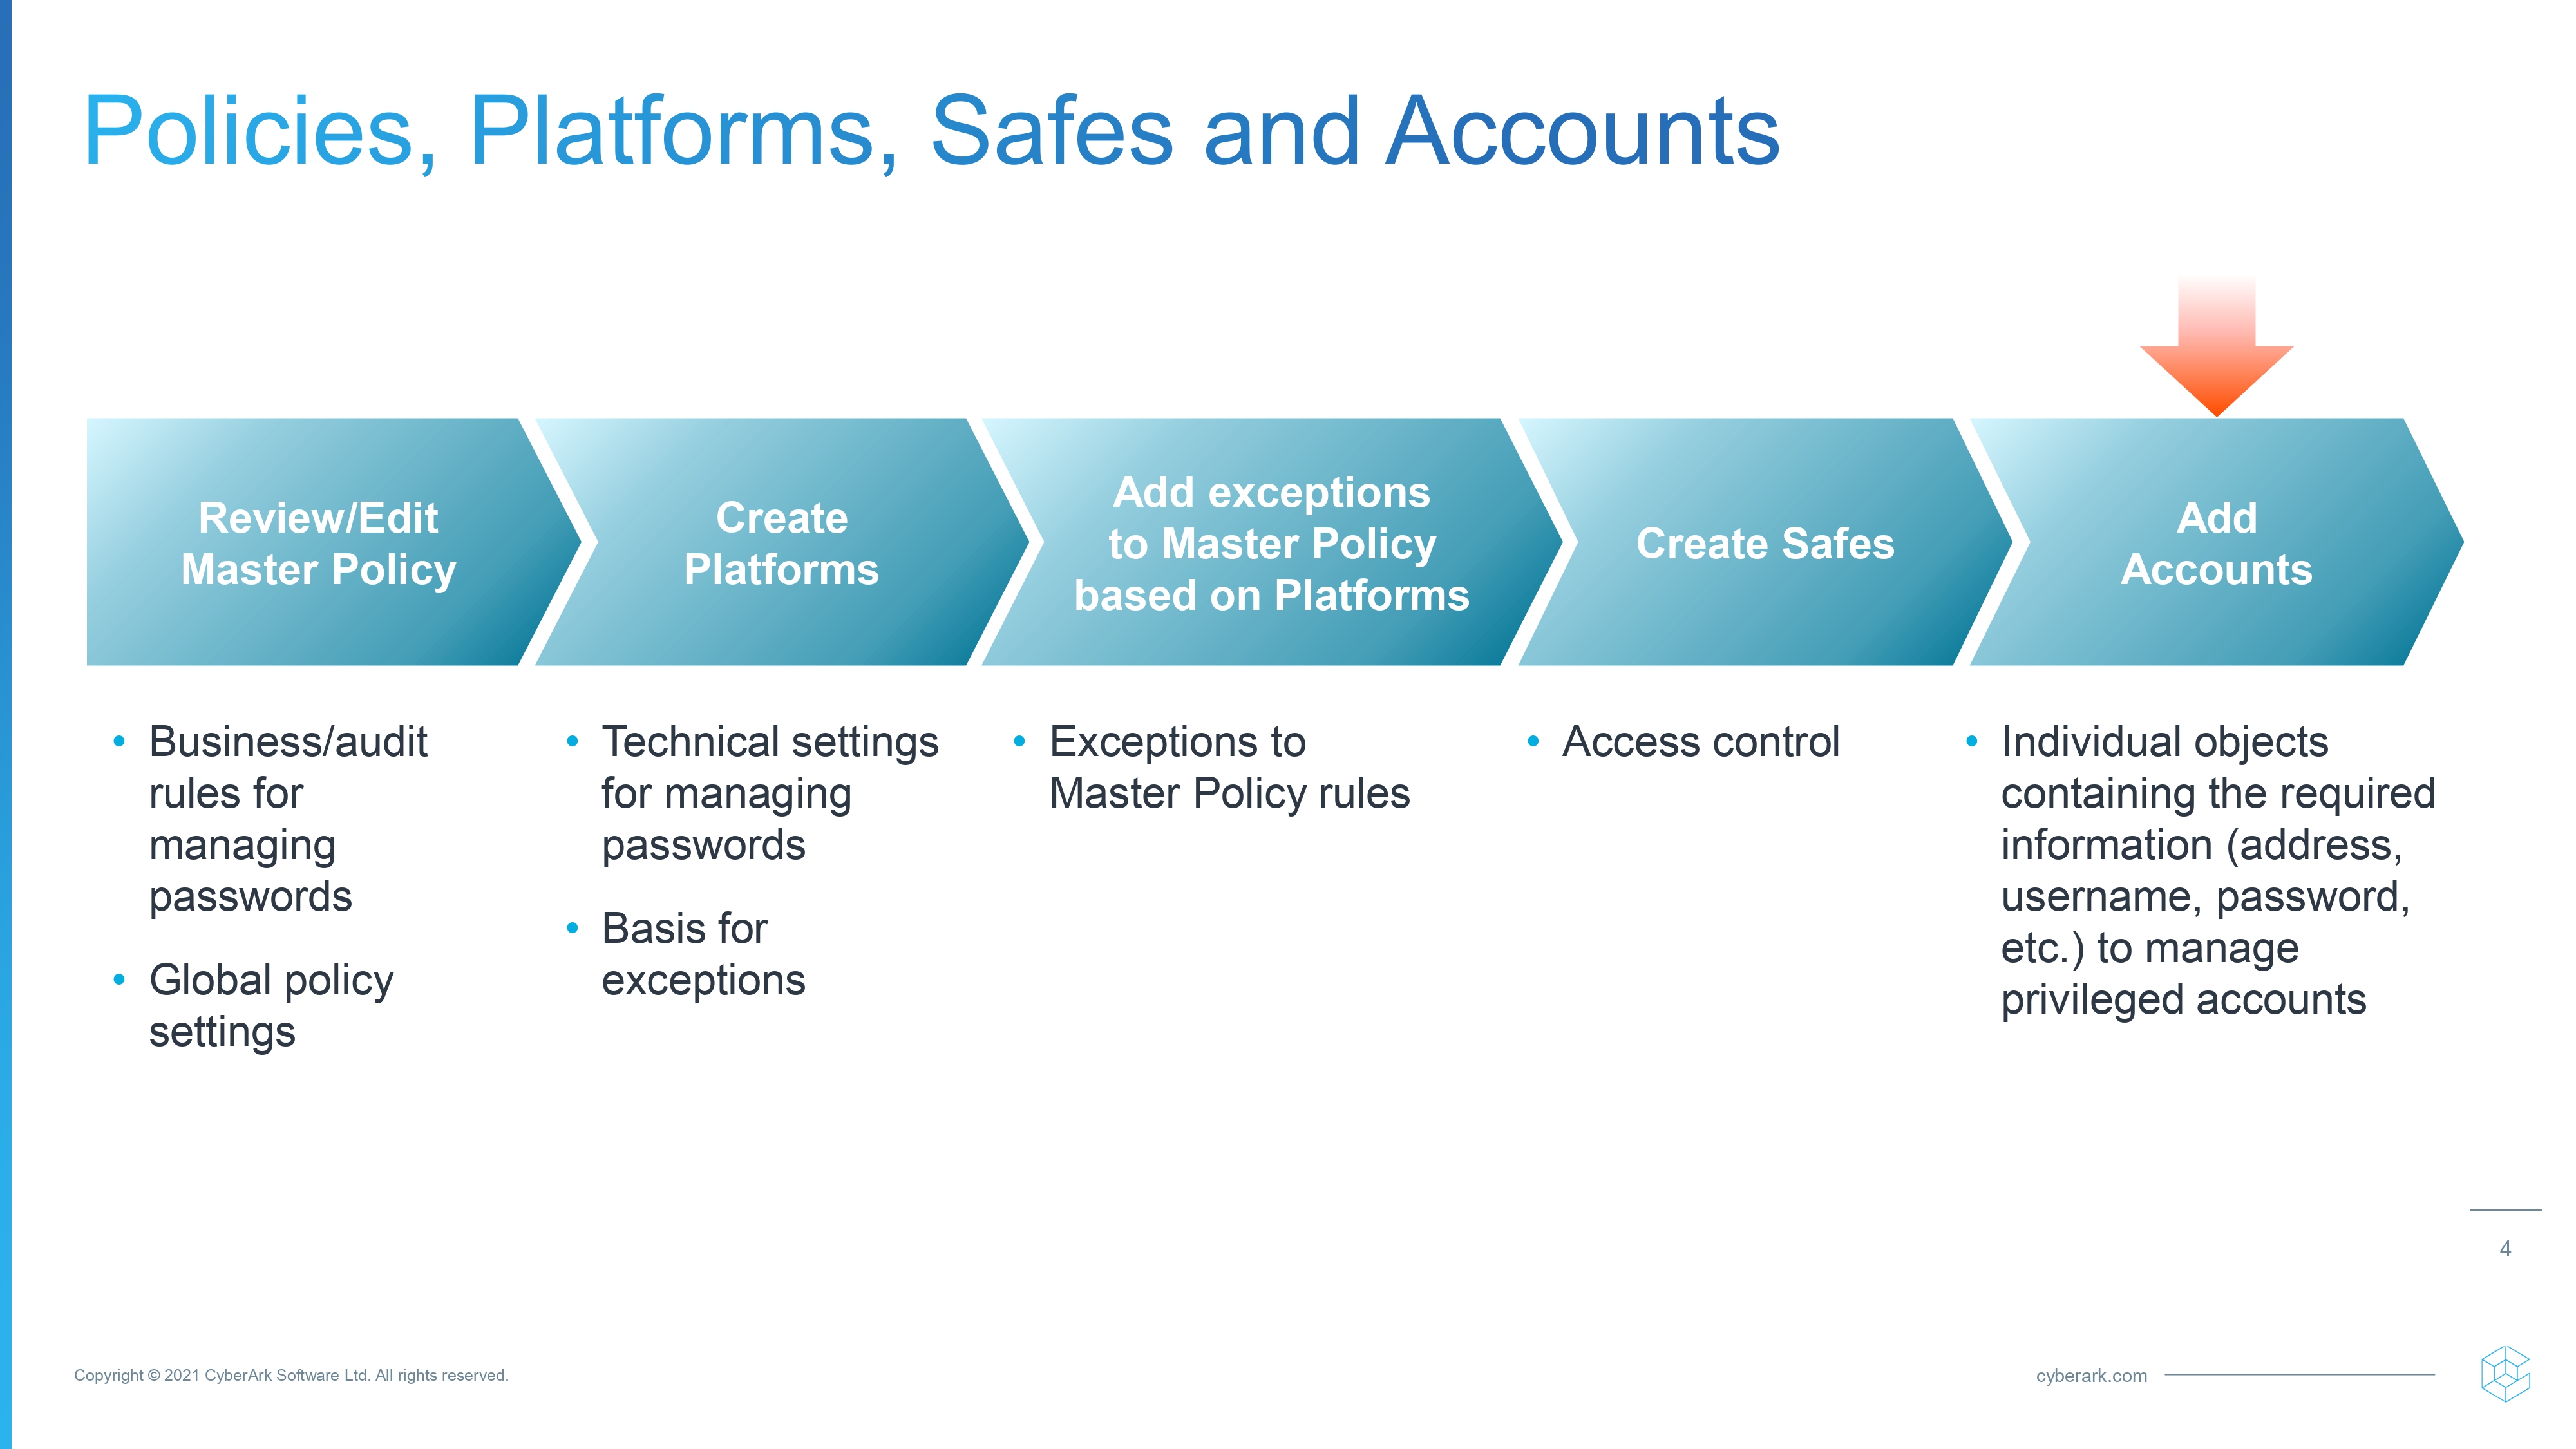 Policies, Platforms, Safes and Accounts
Review/Edit
Master Policy
Create
Platforms
Add exceptions
to Master Policy
based on Platforms
Create Safes
Add
Accounts
• Business/audit
rules for
managing
passwords
• Global policy
settings
• Technical settings
for managing
passwords
• Basis for
exceptions
• Exceptions to
Master Policy rules
• Access control
• Individual objects
containing the required
information (address,
username, password,
etc.) to manage
privileged accounts
4
Copyright © 2021 CyberArk Software Ltd. All rights reserved.
cyberark.com